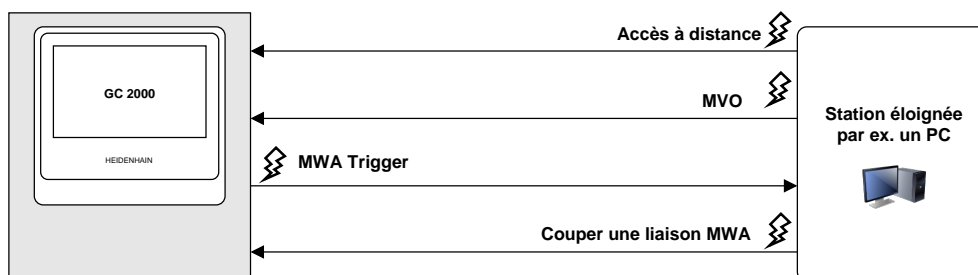 Accès à distance
GC 2000
MVO
Station éloignée
par ex. un PC
HEIDENHAIN
MWA Trigger
Couper une liaison MWA